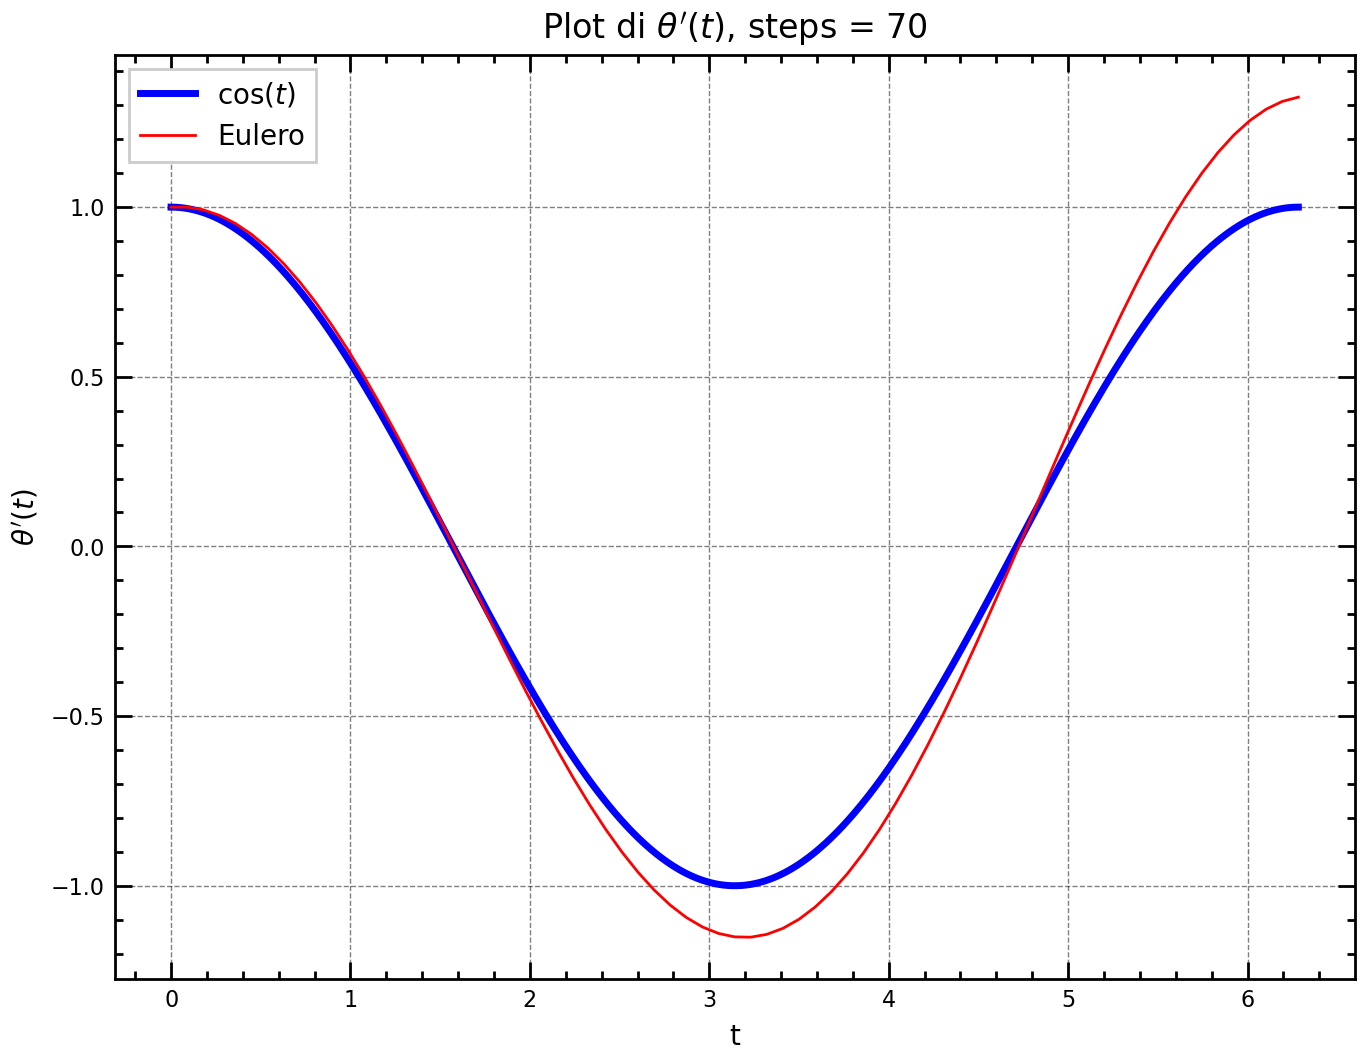 Plot di θ′(t), steps = 70
cos(t)
Eulero
1.0
0.5
0.0
−0.5
−1.0
θ′(t)
0 1 2 3 4 5 6
t